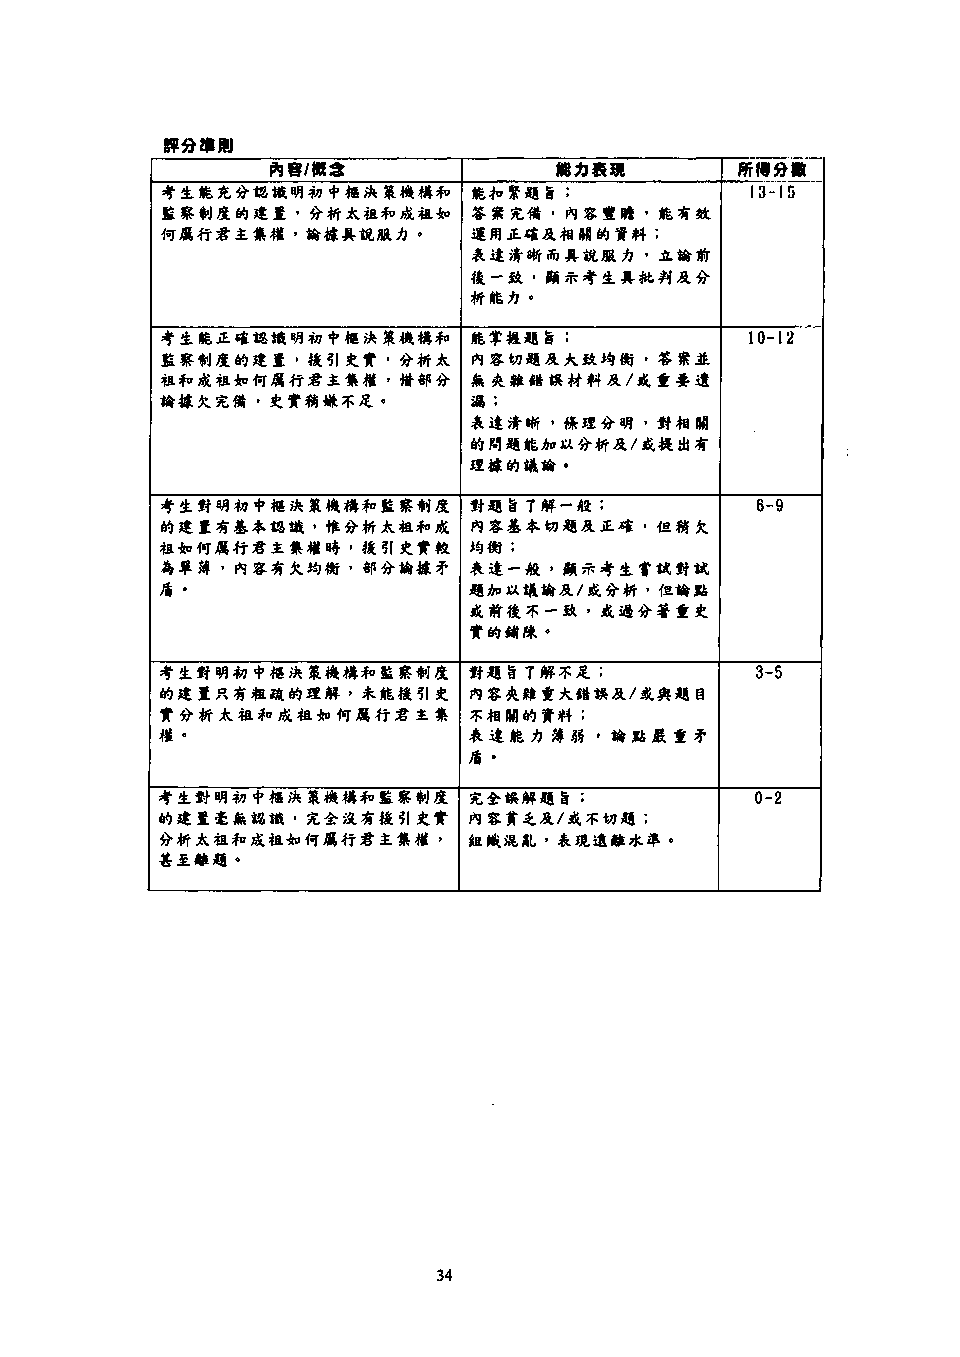 評分準則
內容/概念
能力表現
所得分數
考生能充分認識明初中樞決策機構和
監察制度的建置，分析太祖和成祖如
何厲行君主集權，論據具說服力。
能扣緊題旨；
答案完備，內容豐贍，能有效
運用正確及相關的資料；
表達清晰而具說服力，立論前
後一致，顯示考生具批判及分
析能力。
13-15
考生能正確認識明初中樞決策機構和
監察制度的建置，援引史實，分析太
祖和成祖如何厲行君主集權，惜部分
論據欠完備，史實稍嫌不足。
能掌握題旨；
內容切題及大致均衡，答案並
無夾雜錯誤材料及/或重要遺
漏；
表達清晰，條理分明，對相關
的問題能加以分析及/或提出有
理據的議論。
10-12
考生對明初中樞決策機構和監察制度
的建置有基本認識，惟分析太祖和成
祖如何厲行君主集權時，援引史實較
為單薄，內容有欠均衡，部分論據矛
盾。
對題旨了解一般；
內容基本切題及正確，但稍欠
均衡；
表達一般，顯示考生嘗試對試
題加以議論及/或分析，但論點
或前後不一致，或過分著重史
實的鋪陳。
6-9
考生對明初中樞決策機構和監察制度
的建置只有粗疏的理解，未能援引史
實分析太祖和成祖如何厲行君主集
權。
對題旨了解不足；
內容夾雜重大錯誤及/或與題目
不相關的資料；
表達能力薄弱，論點嚴重矛
盾。
3-5
考生對明初中樞決策機構和監察制度
的建置毫無認識，完全沒有援引史實
分析太祖和成祖如何厲行君主集權，
甚至離題。
完全誤解題旨；
內容貧乏及/或不切題；
組織混亂，表現遠離水準。
0-2
34